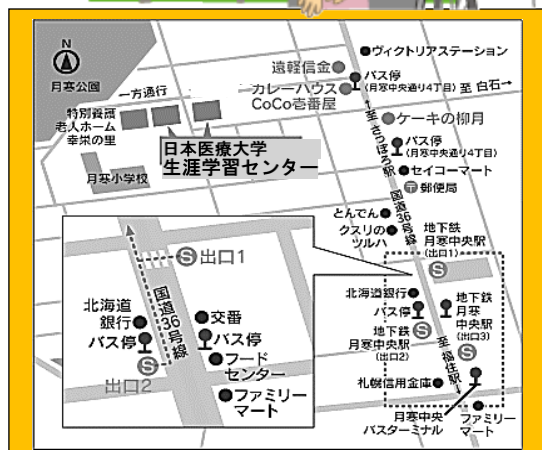 N
月寒公園
一方通行
特別養護
老人ホーム
幸栄の里
日本医療大学
生涯学習センター
月寒小学校
ヴィクトリアステーション
遠軽信金
バス停
(月寒中央通り4丁目)
至 白石→
カレーハウス
CoCo壱番屋
←至 さっぽろ駅
ケーキの柳月
バス停
(月寒中央通り4丁目)
セイコーマート
〒郵便局
国道36号線
とんでん
クスリの
ツルハ
地下鉄
月寒中央駅
(出口1)
S
北海道銀行
バス停
地下鉄
月寒中央駅
(出口2)
S
地下鉄
月寒
中央駅
(出口3)
S
至 福住駅→
札幌信用金庫
月寒中央
バスターミナル
ファミリー
マート
S出口1
国道36号線
北海道
銀行
バス停
S
出口2
交番
バス停
フード
センター
ファミリー
マート